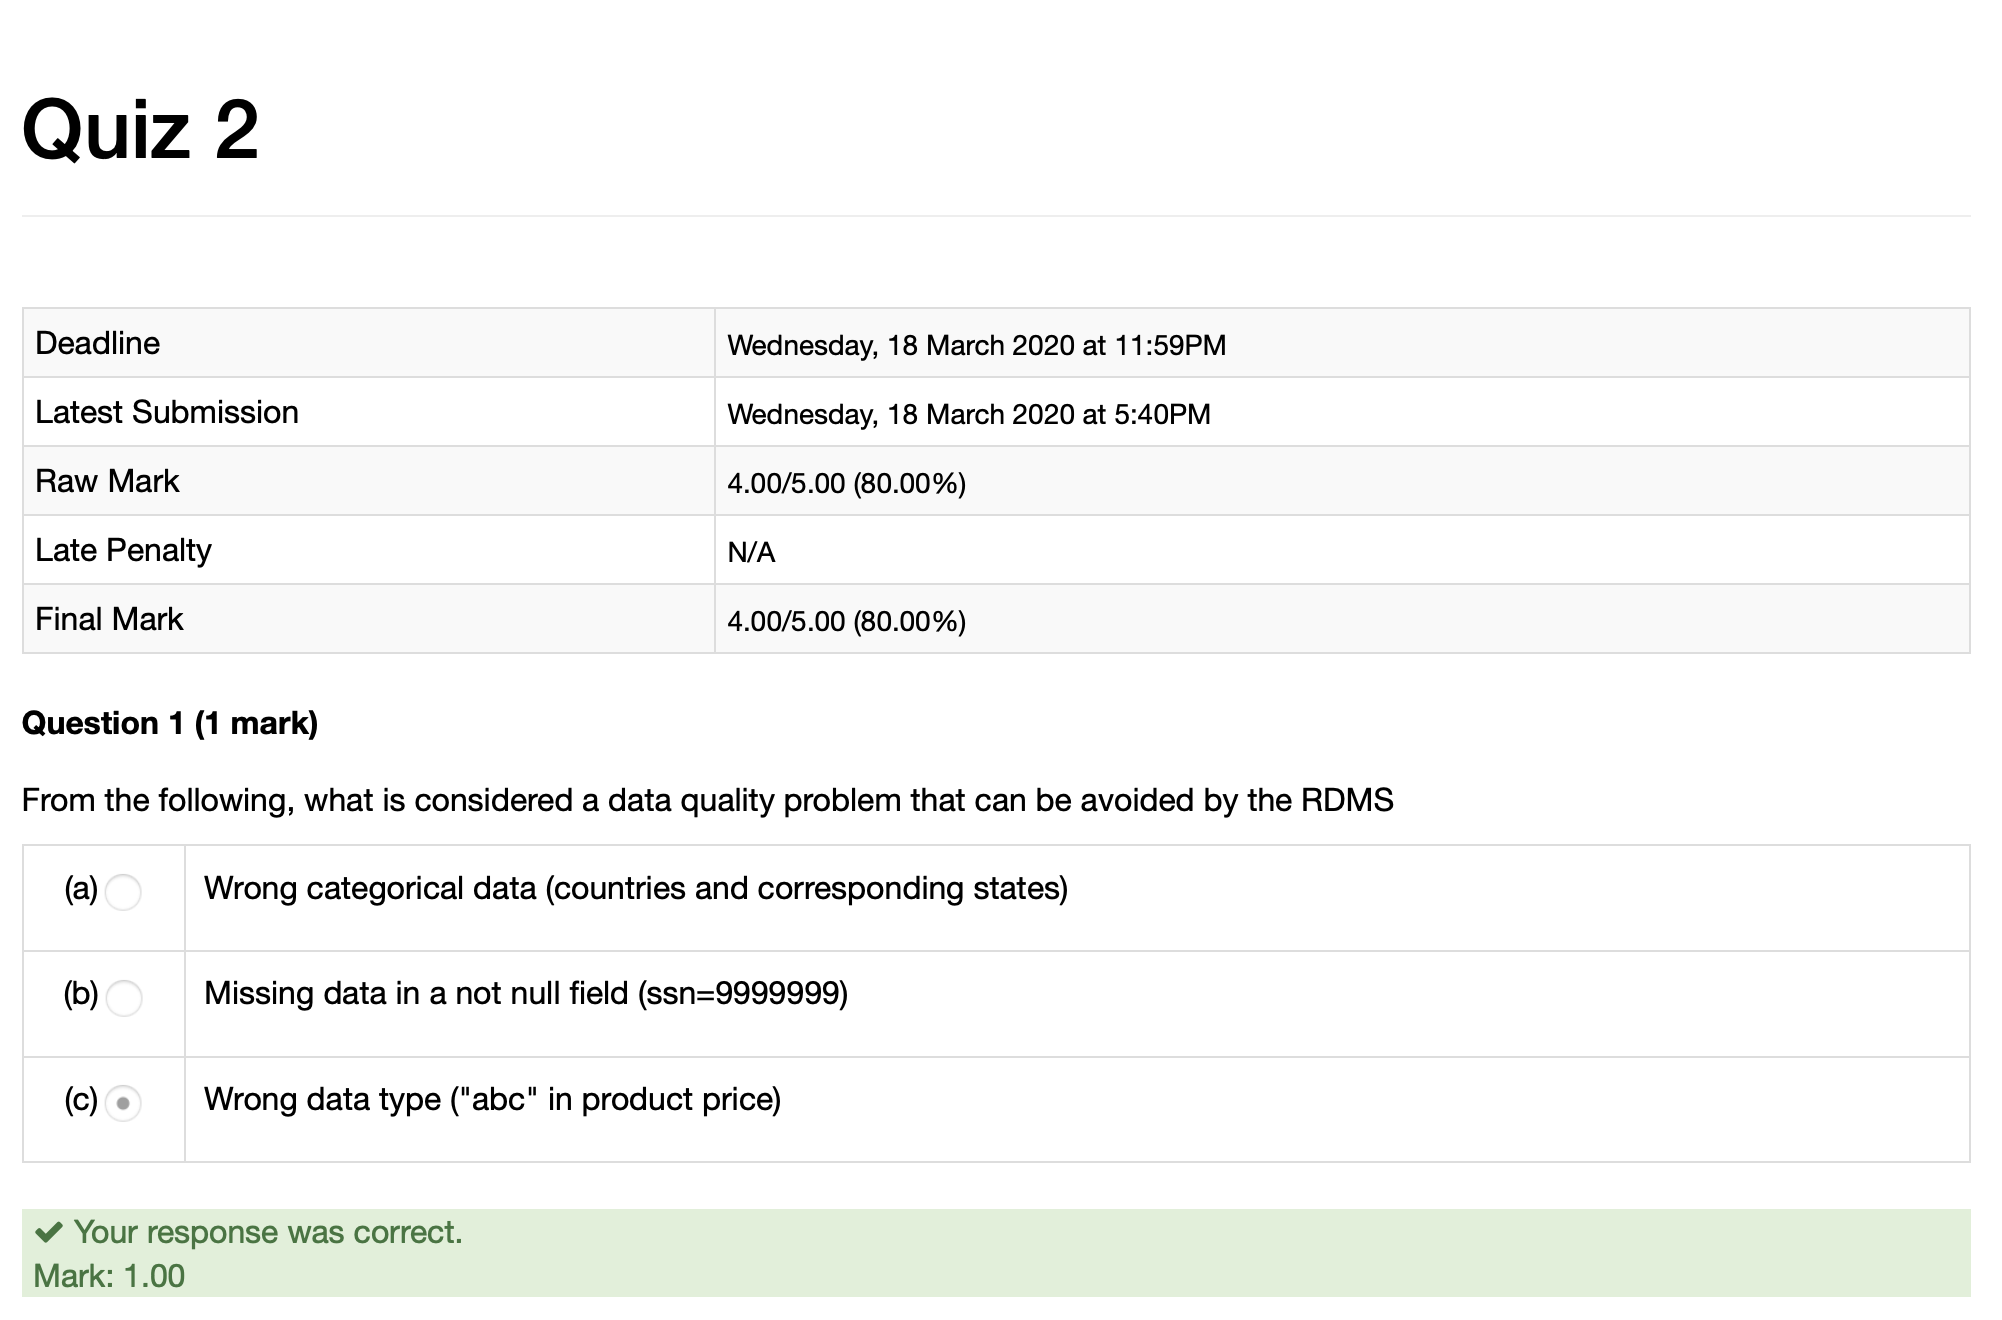 Quiz 2
Deadline
Wednesday, 18 March 2020 at 11:59PM
Latest Submission
Wednesday, 18 March 2020 at 5:40PM
Raw Mark
4.00/5.00 (80.00%)
Late Penalty
N/A
Final Mark
4.00/5.00 (80.00%)
Question 1 (1 mark)
From the following, what is considered a data quality problem that can be avoided by the RDMS
(a) Wrong categorical data (countries and corresponding states)
(b) Missing data in a not null field (ssn=9999999)
(c) Wrong data type ("abc" in product price)
✔ Your response was correct.
Mark: 1.00